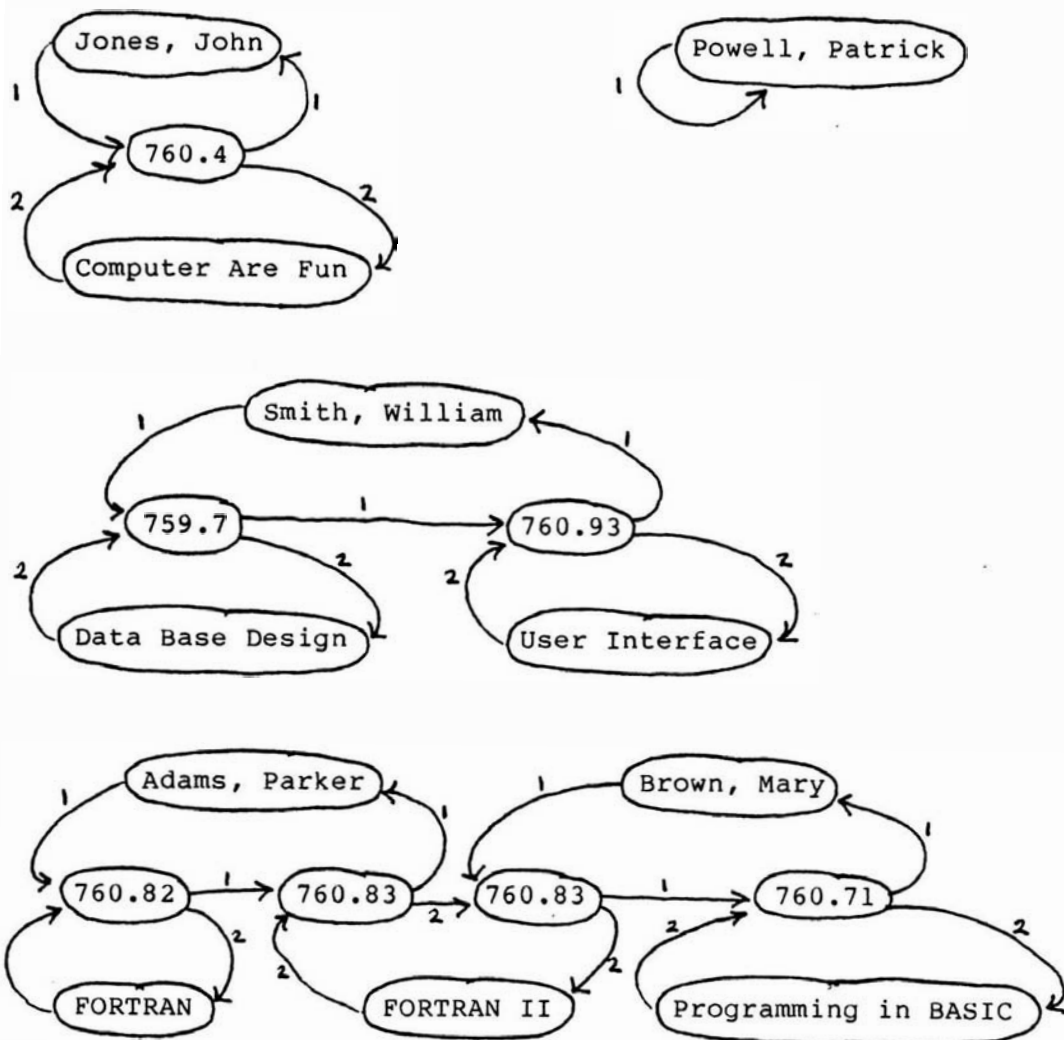 Jones, John
Powell, Patrick
1
1
1
760.4
2
2
Computer Are Fun
Smith, William
1
1
1
759.7
760.93
2
2
2
2
Data Base Design
User Interface
Adams, Parker
Brown, Mary
1
1
1
1
760.82
1
760.83
2
760.83
1
760.71
2
2
2
2
2
FORTRAN
FORTRAN II
Programming in BASIC